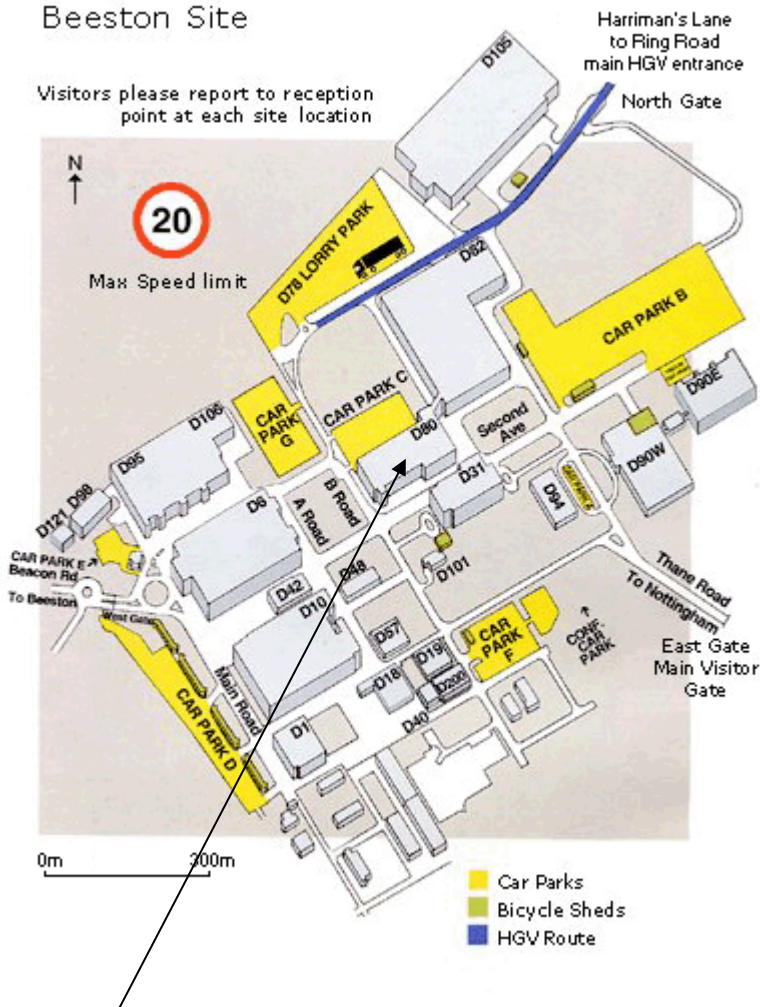 Beeston Site
Harriman's Lane
to Ring Road
main HGV entrance
North Gate
Visitors please report to reception
point at each site location
N
20
Max Speed limit
D105
D78 LORRY PARK
D82
CAR PARK B
D90E
CAR PARK C
CAR
PARK
G
D106
D80
Second
Ave
D90W
D95
D31
D94
D98
D121
D6
B Road
A Road
CAR PARK E
Beacon Rd
To Beeston
West Gate
D48
D101
D42
D10
Thane Road
To Nottingham
D57
CAR
PARK
F
CONF.
CAR
PARK
East Gate
Main Visitor
Gate
D19
D18
D208
Main Road
CAR PARK D
D1
D40
0m
300m
Car Parks
Bicycle Sheds
HGV Route